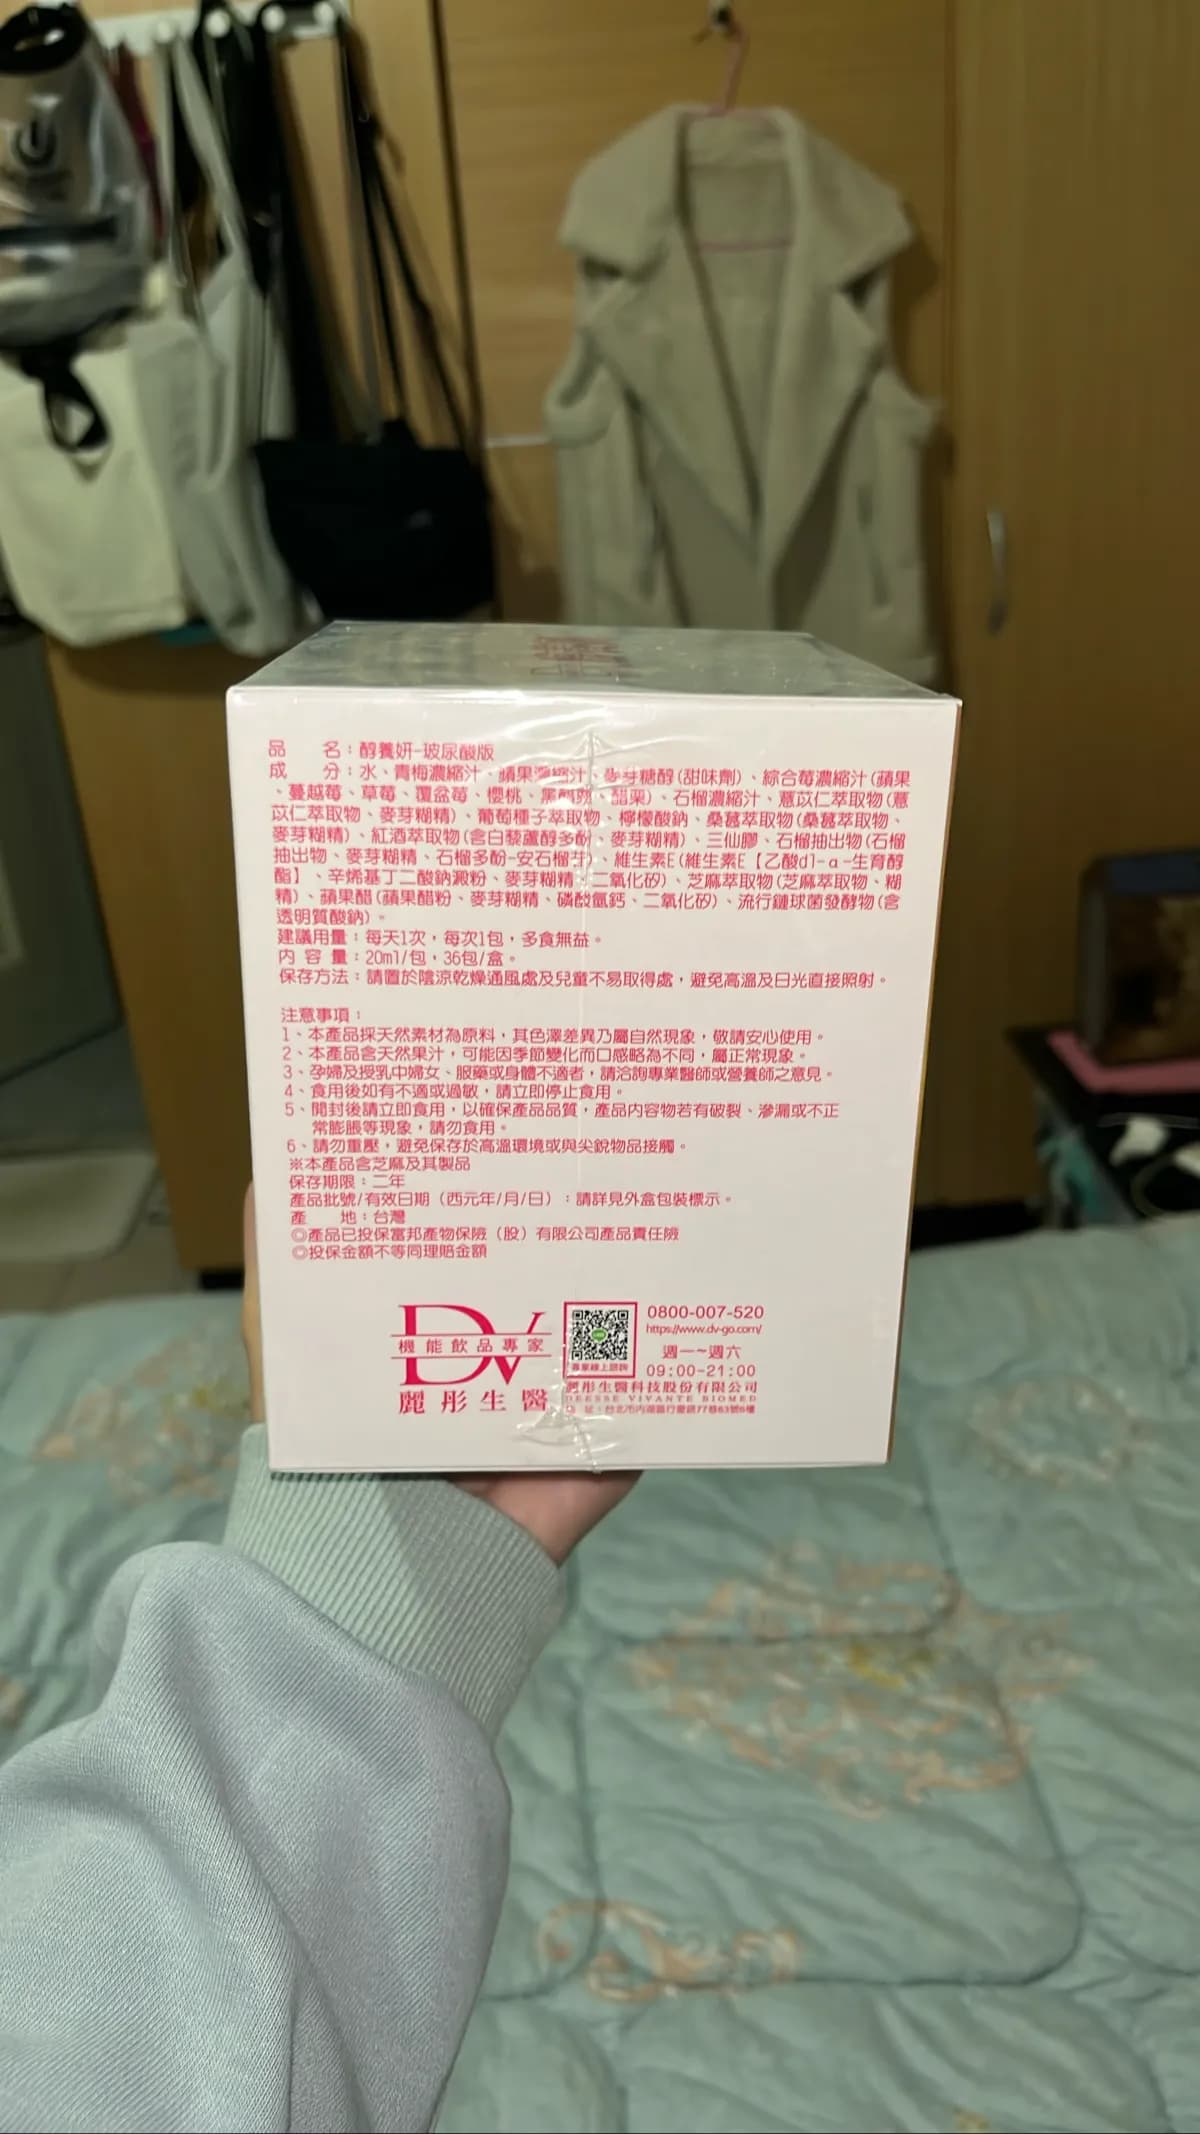 品　　名：醇養妍-玻尿酸版
成　　分：水、青梅濃縮汁、蘋果濃縮汁、麥芽糖醇(甜味劑)、綜合莓濃縮汁(蘋果
、蔓越莓、草莓、覆盆莓、櫻桃、黑醋栗、醋栗)、石榴濃縮汁、薏苡仁萃取物(薏
苡仁萃取物、麥芽糊精)、葡萄種子萃取物、檸檬酸鈉、桑葚萃取物(桑葚萃取物、
麥芽糊精)、紅酒萃取物(含白藜蘆醇多酚、麥芽糊精)、三仙膠、石榴抽出物(石榴
抽出物、麥芽糊精、石榴多酚-安石榴苷)、維生素E(維生素E【乙酸dl-α-生育醇
酯】、辛烯基丁二酸鈉澱粉、麥芽糊精、二氧化矽)、芝麻萃取物(芝麻萃取物、糊
精)、蘋果醋(蘋果醋粉、麥芽糊精、磷酸氫鈣、二氧化矽)、流行鏈球菌發酵物(含
透明質酸鈉)。
建議用量：每天1次，每次1包，多食無益。
內 容 量：20ml/包，36包/盒。
保存方法：請置於陰涼乾燥通風處及兒童不易取得處，避免高溫及日光直接照射。
注意事項：
1、本產品採天然素材為原料，其色澤差異乃屬自然現象，敬請安心使用。
2、本產品含天然果汁，可能因季節變化而口感略為不同，屬正常現象。
3、孕婦及授乳中婦女、服藥或身體不適者，請洽詢專業醫師或營養師之意見。
4、食用後如有不適或過敏，請立即停止食用。
5、開封後請立即食用，以確保產品品質，產品內容物若有破裂、滲漏或不正
常膨脹等現象，請勿食用。
6、請勿重壓，避免保存於高溫環境或與尖銳物品接觸。
※本產品含芝麻及其製品
保存期限：二年
產品批號/有效日期（西元年/月/日）：請詳見外盒包裝標示。
產　　地：台灣
◎產品已投保富邦產物保險（股）有限公司產品責任險
◎投保金額不等同理賠金額
DV
機能飲品專家
麗彤生醫
專業線上諮詢
0800-007-520
https://www.dv-go.com/
週一~週六
09:00-21:00
麗彤生醫科技股份有限公司
DEESSE VIVANTE BIOMED